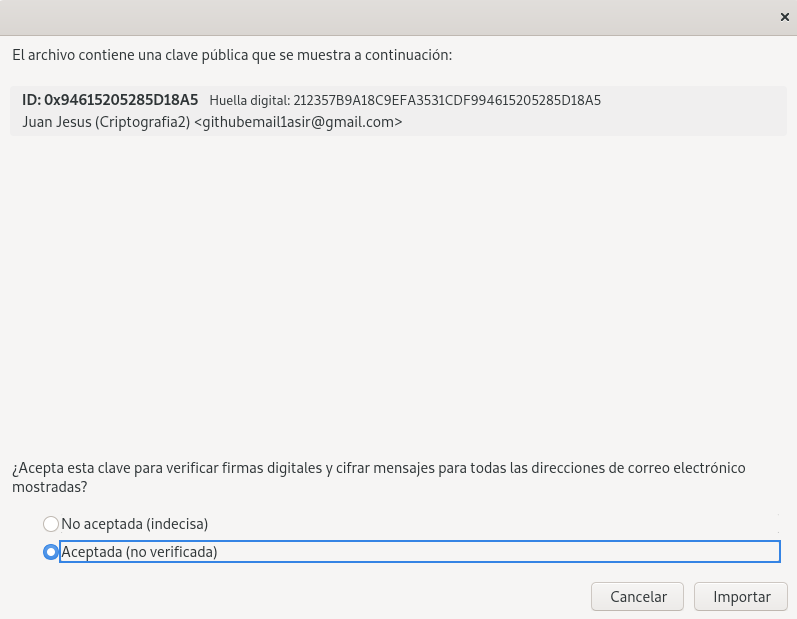 El archivo contiene una clave pública que se muestra a continuación:
ID: 0x94615205285D18A5 Huella digital: 212357B9A18C9EFA3531CDF994615205285D18A5
Juan Jesus (Criptografia2) <githubemail1asir@gmail.com>
¿Acepta esta clave para verificar firmas digitales y cifrar mensajes para todas las direcciones de correo electrónico
mostradas?
No aceptada (indecisa)
Aceptada (no verificada)
Cancelar Importar